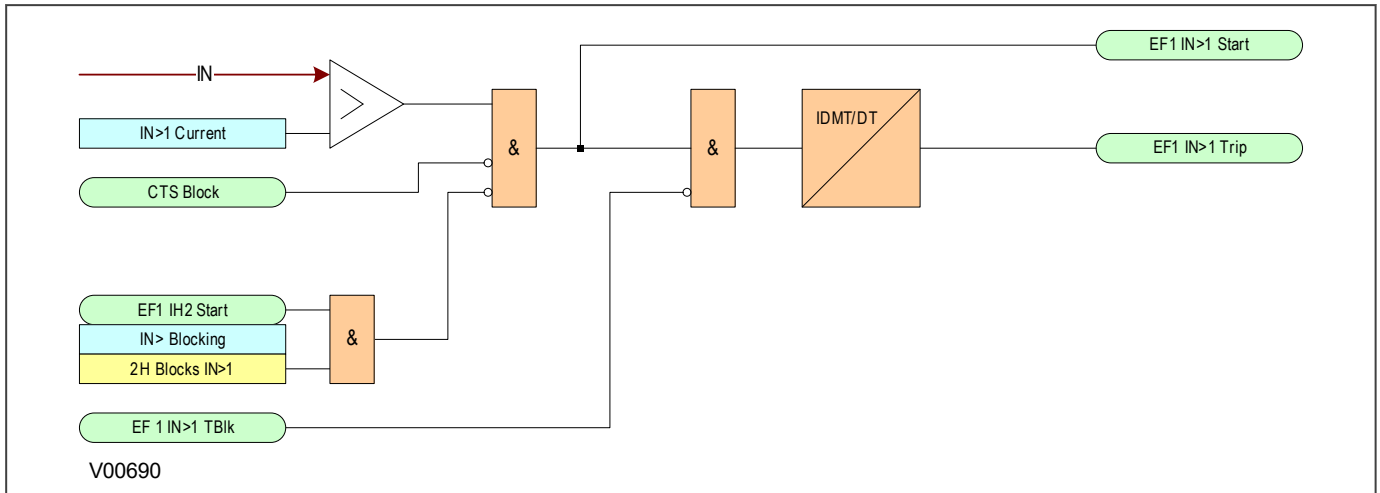 EF1 IN>1 Start
IN
IN>1 Current
&
&
IDMT/DT
EF1 IN>1 Trip
CTS Block
EF1 IH2 Start
IN> Blocking
&
2H Blocks IN>1
EF 1 IN>1 TBlk
V00690